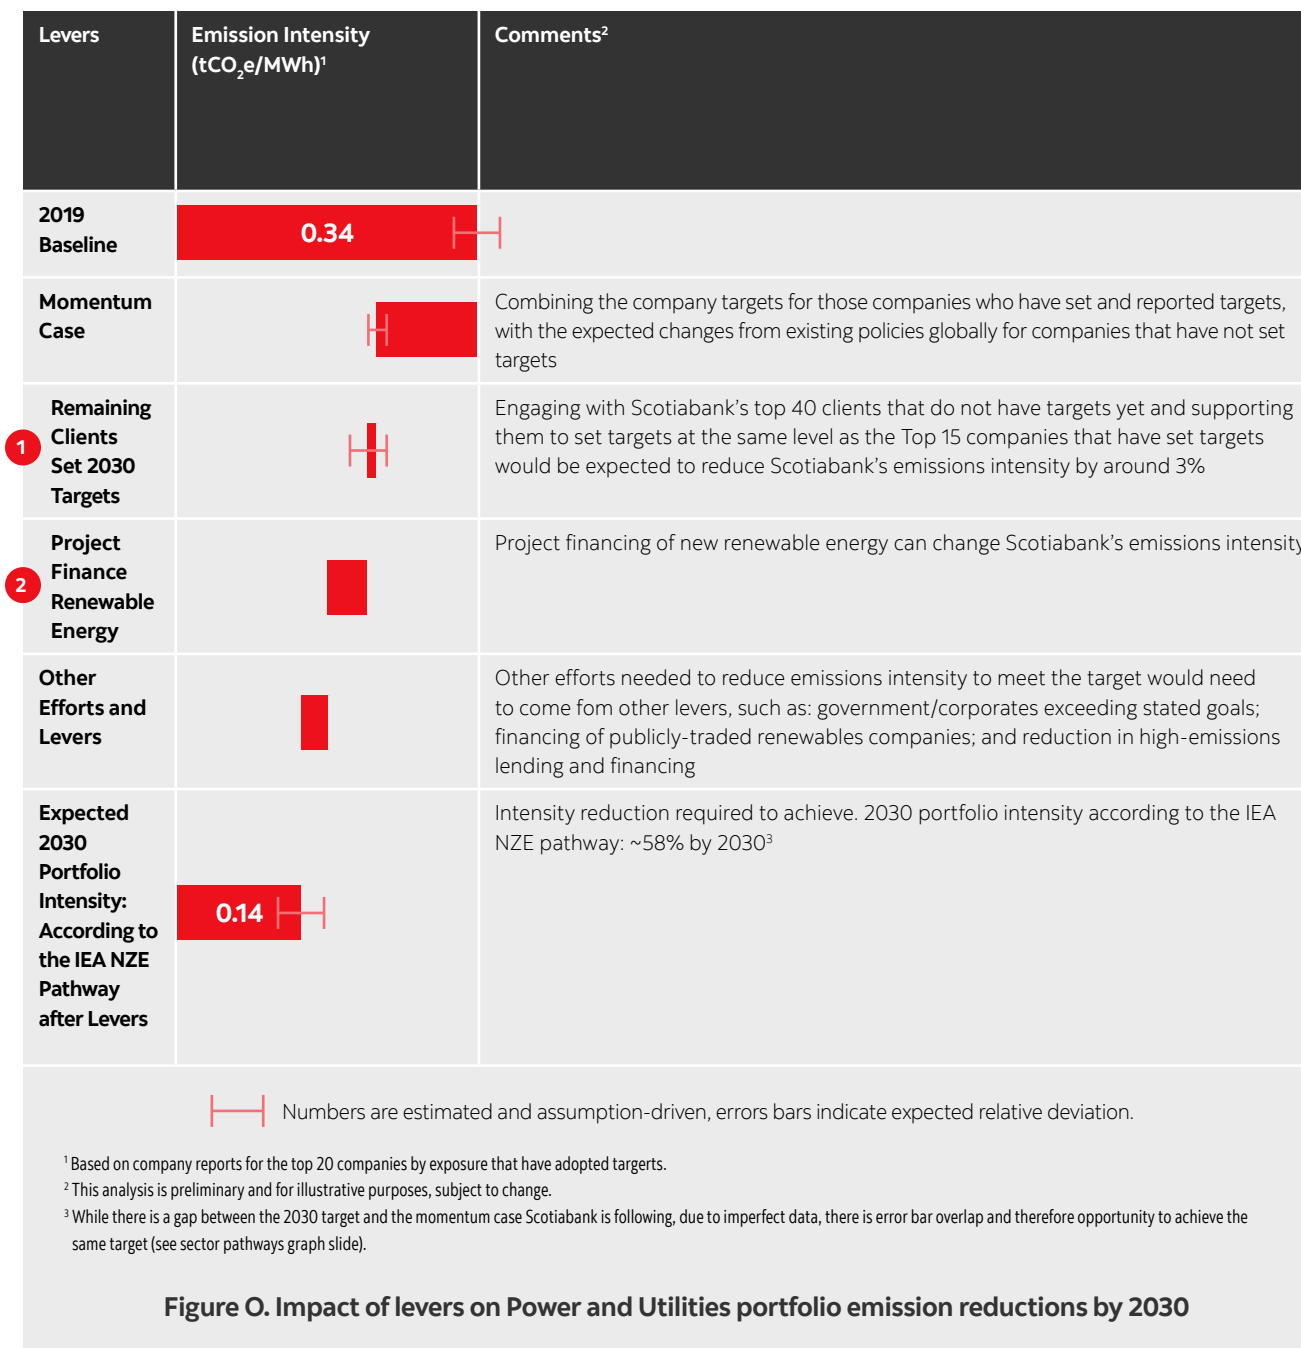 Levers
Emission Intensity
(tCO₂e/MWh)¹
Comments²
2019
Baseline
0.34
Momentum
Case
Combining the company targets for those companies who have set and reported targets,
with the expected changes from existing policies globally for companies that have not set
targets
1
Remaining
Clients
Set 2030
Targets
Engaging with Scotiabank’s top 40 clients that do not have targets yet and supporting
them to set targets at the same level as the Top 15 companies that have set targets
would be expected to reduce Scotiabank’s emissions intensity by around 3%
2
Project
Finance
Renewable
Energy
Project financing of new renewable energy can change Scotiabank’s emissions intensity
Other
Efforts and
Levers
Other efforts needed to reduce emissions intensity to meet the target would need
to come fom other levers, such as: government/corporates exceeding stated goals;
financing of publicly-traded renewables companies; and reduction in high-emissions
lending and financing
Expected
2030
Portfolio
Intensity:
According to
the IEA NZE
Pathway
after Levers
0.14
Intensity reduction required to achieve. 2030 portfolio intensity according to the IEA
NZE pathway: ~58% by 2030³
Numbers are estimated and assumption-driven, errors bars indicate expected relative deviation.
¹ Based on company reports for the top 20 companies by exposure that have adopted targerts.
² This analysis is preliminary and for illustrative purposes, subject to change.
³ While there is a gap between the 2030 target and the momentum case Scotiabank is following, due to imperfect data, there is error bar overlap and therefore opportunity to achieve the
same target (see sector pathways graph slide).
Figure O. Impact of levers on Power and Utilities portfolio emission reductions by 2030